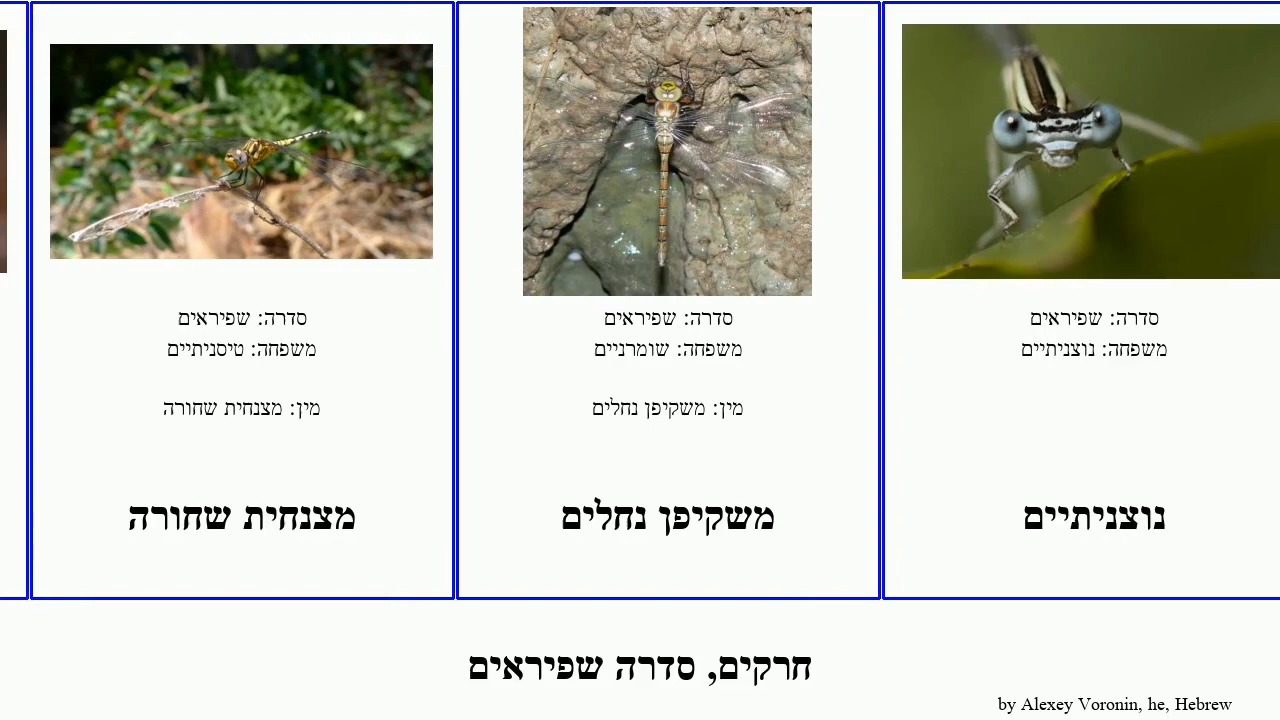 סדרה: שפיראים
משפחה: נוצניתיים
נוצניתיים
סדרה: שפיראים
משפחה: שומרניים
מין: משקיפן נחלים
משקיפן נחלים
סדרה: שפיראים
משפחה: טיסניתיים
מין: מצנחית שחורה
מצנחית שחורה
חרקים, סדרה שפיראים
by Alexey Voronin, he, Hebrew